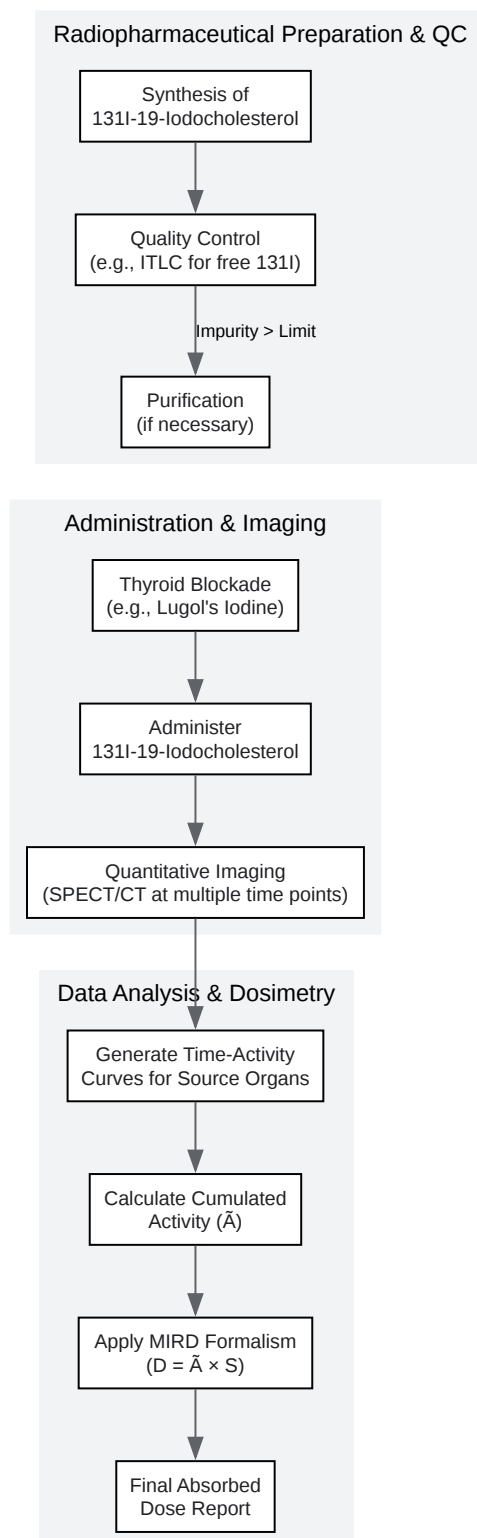 Radiopharmaceutical Preparation & QC
Synthesis of
131I-19-Iodocholesterol
Quality Control
(e.g., ITLC for free 131I)
Impurity > Limit
Purification
(if necessary)
Administration & Imaging
Thyroid Blockade
(e.g., Lugol's Iodine)
Administer
131I-19-Iodocholesterol
Quantitative Imaging
(SPECT/CT at multiple time points)
Data Analysis & Dosimetry
Generate Time-Activity
Curves for Source Organs
Calculate Cumulated
Activity (Ã)
Apply MIRD Formalism
(D = Ã × S)
Final Absorbed
Dose Report